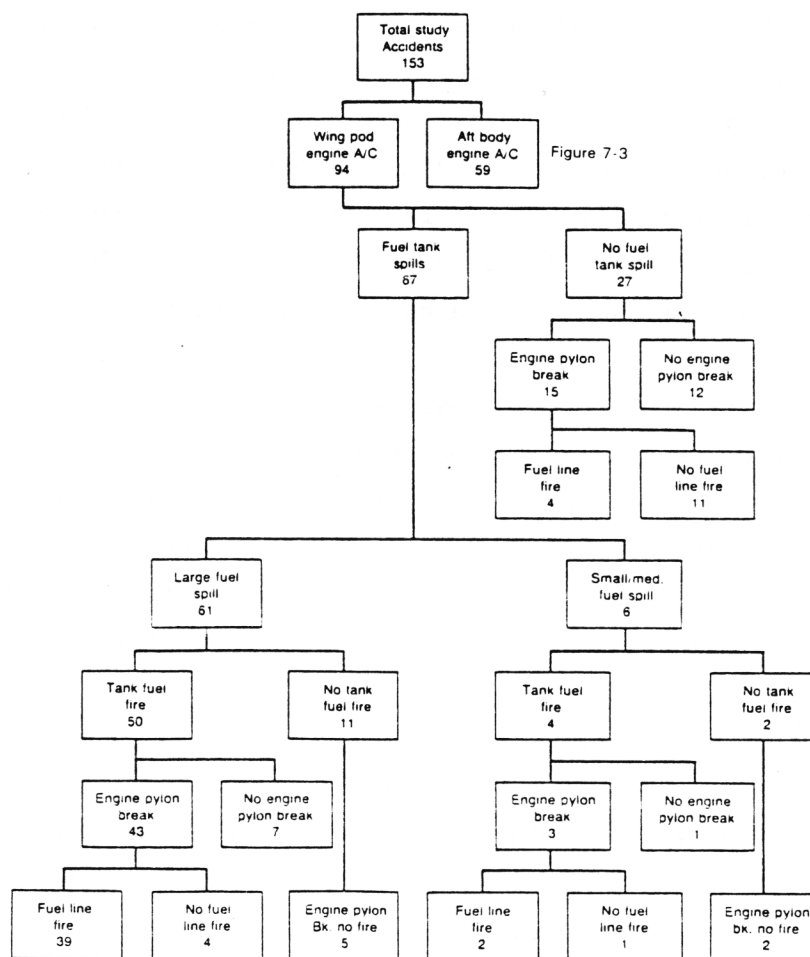 Total study
Accidents
153
Wing pod
engine A/C
94
Aft body
engine A/C
59
Figure 7-3
Fuel tank
spills
67
No fuel
tank spill
27
Engine pylon
break
15
No engine
pylon break
12
Fuel line
fire
4
No fuel
line fire
11
Large fuel
spill
61
Small/med.
fuel spill
6
Tank fuel
fire
50
No tank
fuel fire
11
Tank fuel
fire
4
No tank
fuel fire
2
Engine pylon
break
43
No engine
pylon break
7
Engine pylon
break
3
No engine
pylon break
1
Fuel line
fire
39
No fuel
line fire
4
Engine pylon
Bk. no fire
5
Fuel line
fire
2
No fuel
line fire
1
Engine pylon
bk. no fire
2